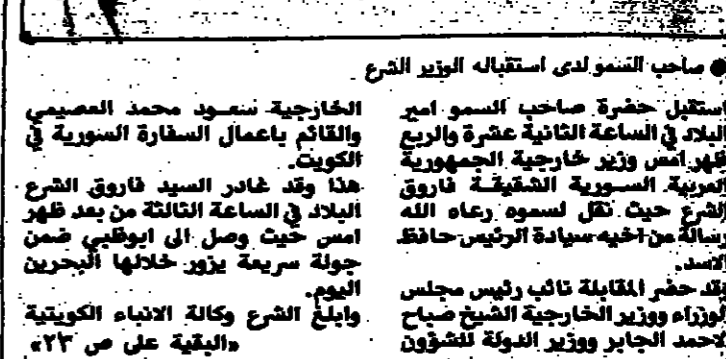 ● صاحب السمو لدى استقباله الوزير الشرع
استقبل حضرة صاحب السمو امير
البلاد في الساعة الثانية عشرة والربع
ظهر امس وزير خارجية الجمهورية
العربية السورية الشقيقة فاروق
الشرع حيث نقل لسموه رعاه الله
رسالة من اخيه سيادة الرئيس حافظ
الاسد.
وقد حضر المقابلة نائب رئيس مجلس
الوزراء ووزير الخارجية الشيخ صباح
الاحمد الجابر ووزير الدولة للشؤون
الخارجية سعود محمد العصيمي
والقائم باعمال السفارة السورية في
الكويت.
هذا وقد غادر السيد فاروق الشرع
البلاد في الساعة الثالثة من بعد ظهر
امس حيث وصل الى ابوظبي ضمن
جولة سريعة يزور خلالها البحرين
اليوم.
وابلغ الشرع وكالة الانباء الكويتية
«البقية على ص ٢٣»